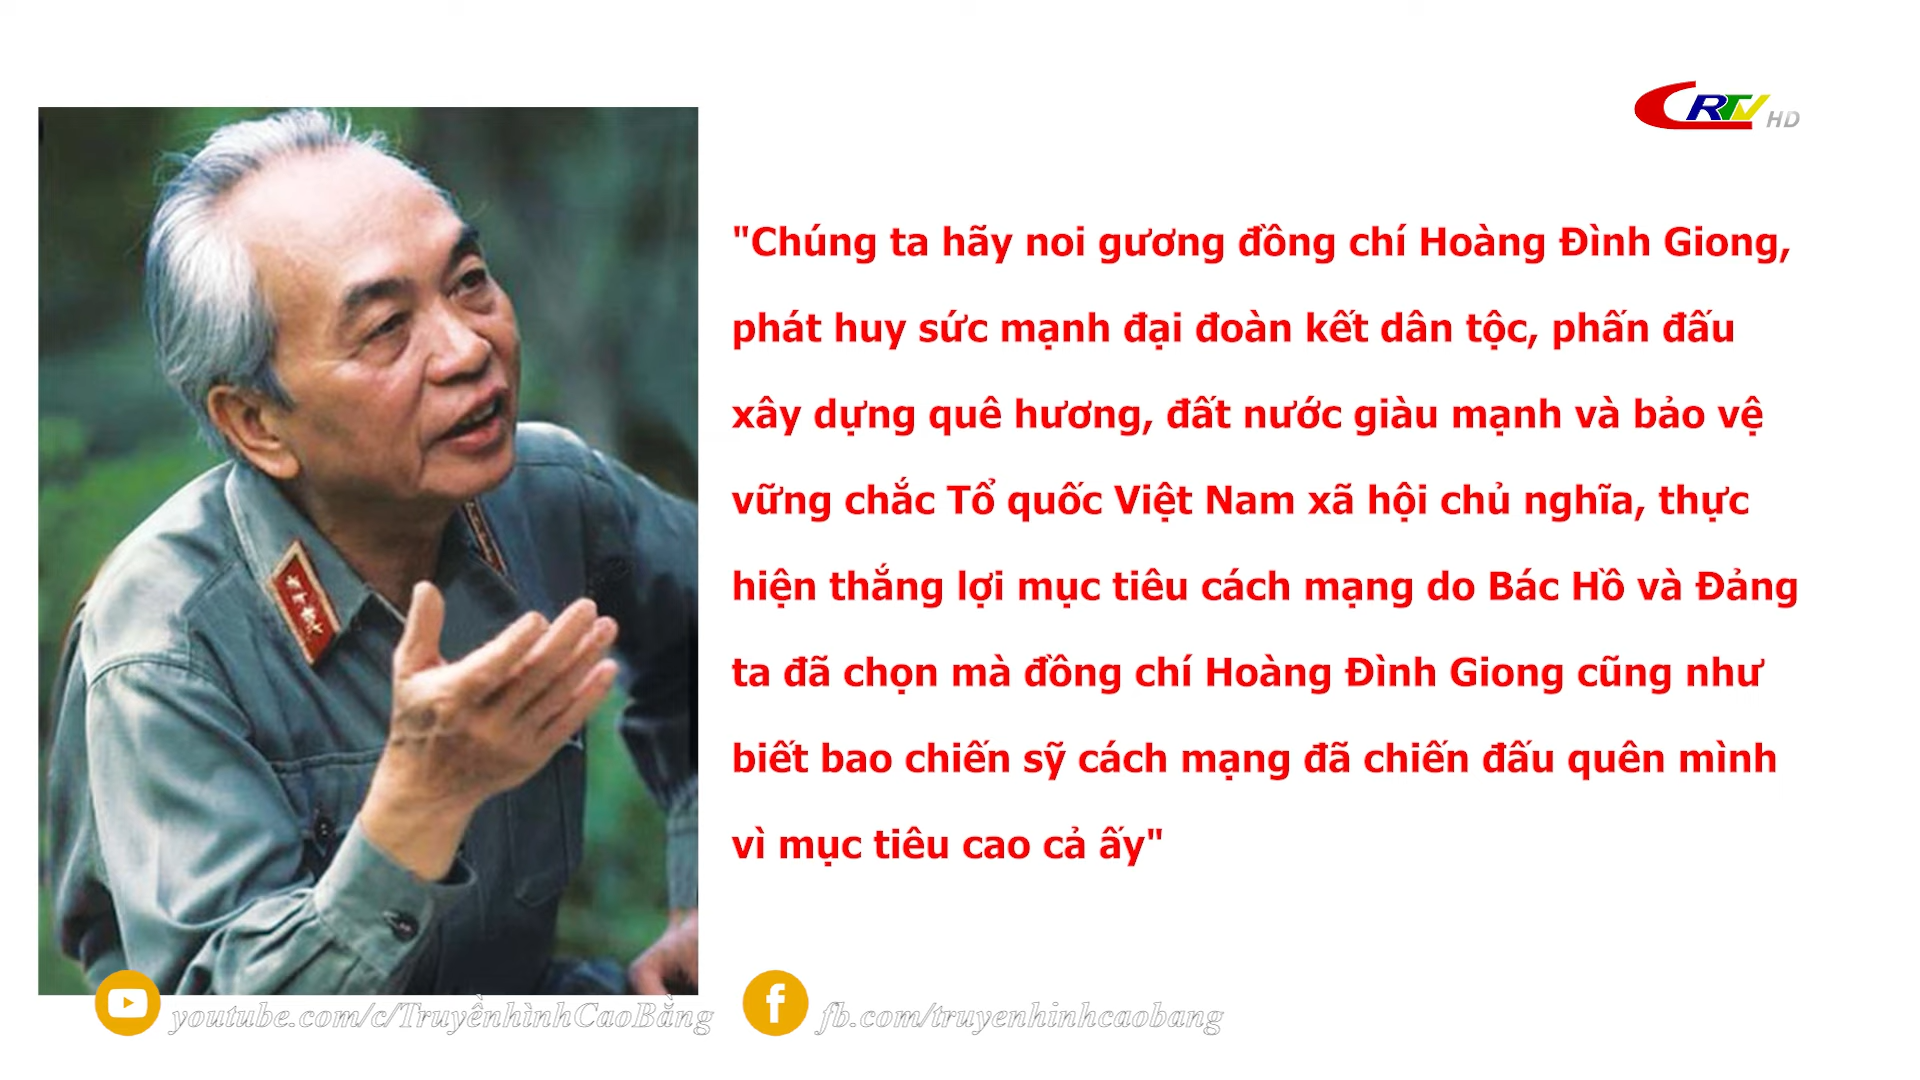 CRTV HD
"Chúng ta hãy noi gương đồng chí Hoàng Đình Giong,
phát huy sức mạnh đại đoàn kết dân tộc, phấn đấu
xây dựng quê hương, đất nước giàu mạnh và bảo vệ
vững chắc Tổ quốc Việt Nam xã hội chủ nghĩa, thực
hiện thắng lợi mục tiêu cách mạng do Bác Hồ và Đảng
ta đã chọn mà đồng chí Hoàng Đình Giong cũng như
biết bao chiến sỹ cách mạng đã chiến đấu quên mình
vì mục tiêu cao cả ấy"
youtube.com/c/TruyềnhìnhCaoBằng
fb.com/truyenhinhcaobang